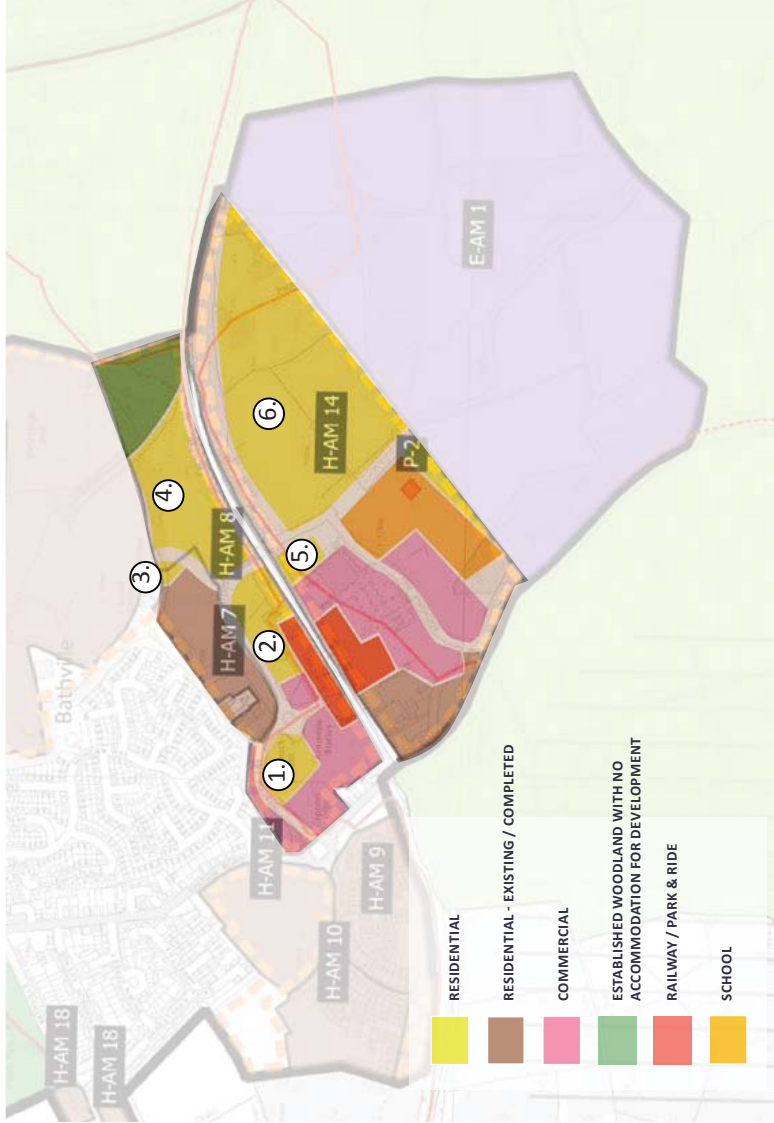 Bathville
H-AM 18
H-AM 18
H-AM 11
H-AM 10
H-AM 9
H-AM 7
H-AM 8
H-AM 14
P-2
E-AM 1
1.
2.
3.
4.
5.
6.
RESIDENTIAL
RESIDENTIAL - EXISTING / COMPLETED
COMMERCIAL
ESTABLISHED WOODLAND WITH NO
ACCOMMODATION FOR DEVELOPMENT
RAILWAY / PARK & RIDE
SCHOOL